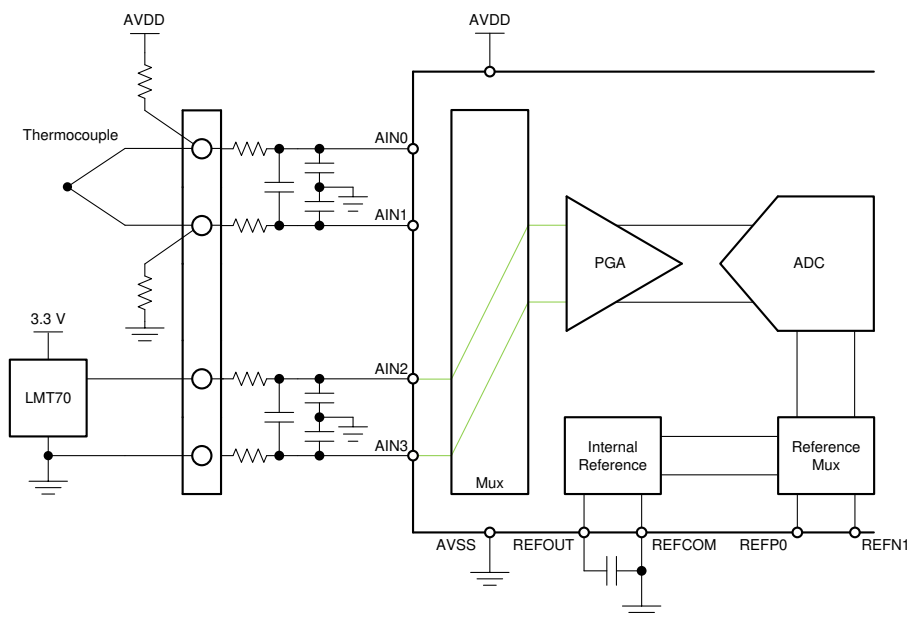 AVDD
AVDD
Thermocouple
AIN0
AIN1
PGA
ADC
3.3 V
LMT70
AIN2
AIN3
Mux
Internal
Reference
Reference
Mux
AVSS
REFOUT
REFCOM
REFP0
REFN1